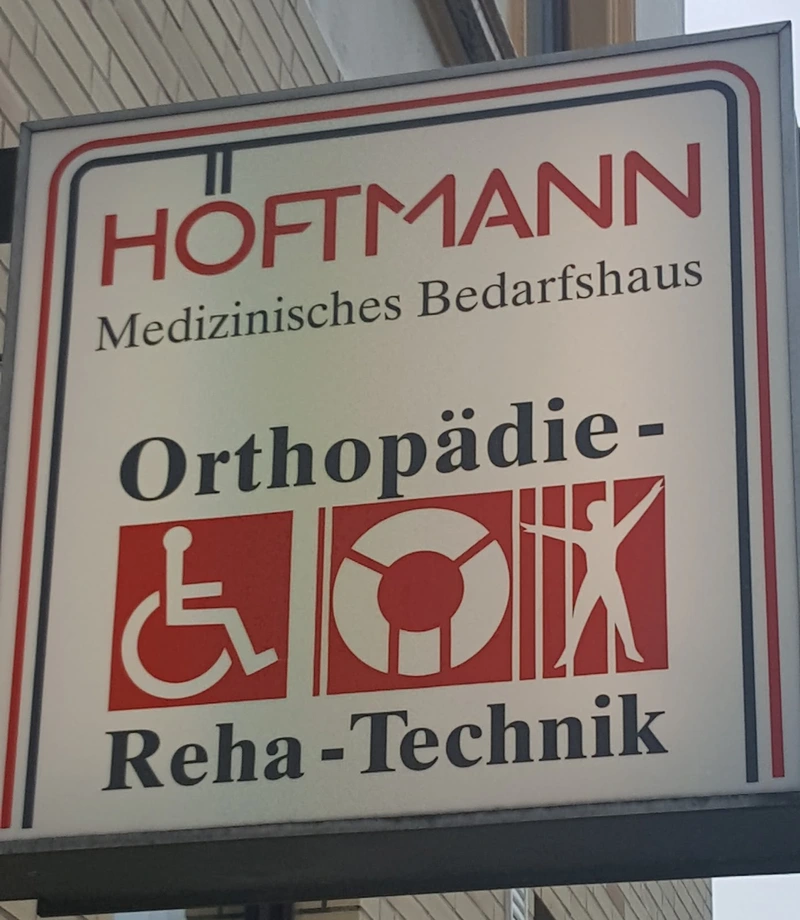 HÖFTMANN
Medizinisches Bedarfshaus
Orthopädie-
Reha-Technik